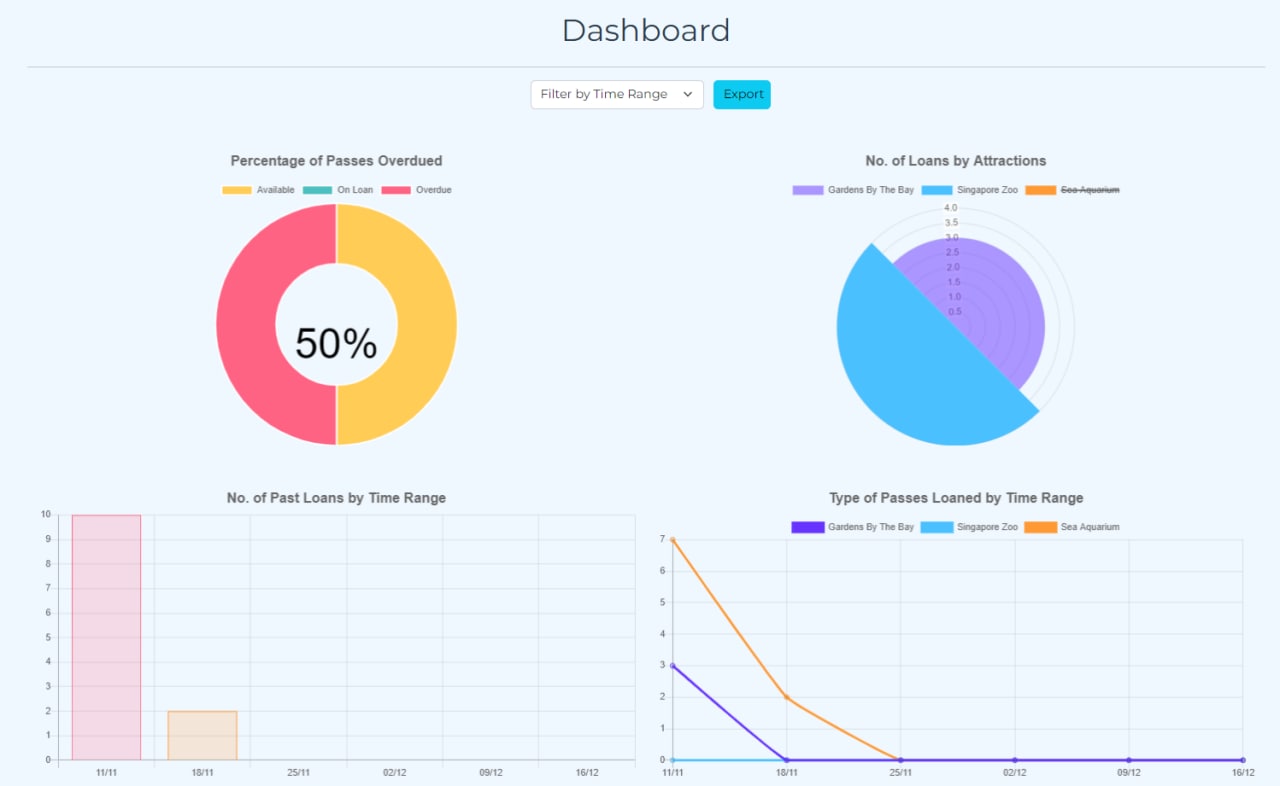 Dashboard
Filter by Time Range
Export
Percentage of Passes Overdued
Available On Loan Overdue
50%
No. of Loans by Attractions
Gardens By The Bay Singapore Zoo Sea Aquarium
4.0
3.5
3.0
2.5
2.0
1.5
1.0
0.5
No. of Past Loans by Time Range
10
9
8
7
6
5
4
3
2
1
0
11/11 18/11 25/11 02/12 09/12 16/12
Type of Passes Loaned by Time Range
Gardens By The Bay Singapore Zoo Sea Aquarium
7
6
5
4
3
2
1
0
11/11 18/11 25/11 02/12 09/12 16/12